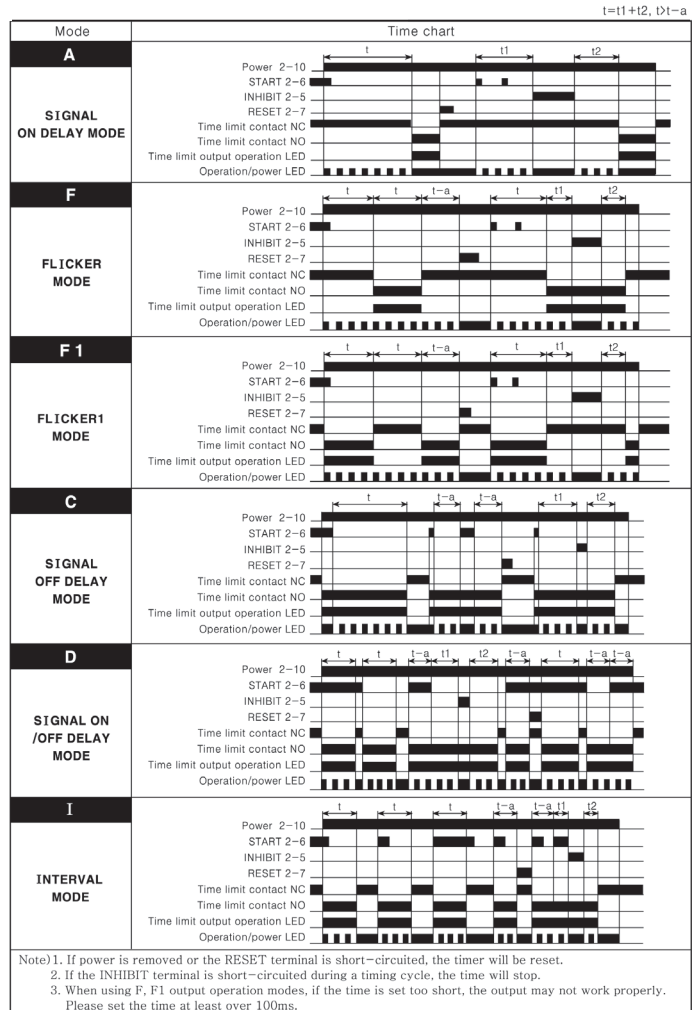 t=t1+t2, t>t-a
Mode Time chart
A
SIGNAL
ON DELAY MODE
t t1 t2
Power 2-10
START 2-6
INHIBIT 2-5
RESET 2-7
Time limit contact NC
Time limit contact NO
Time limit output operation LED
Operation/power LED
F
FLICKER
MODE
t t t-a t t1 t2
Power 2-10
START 2-6
INHIBIT 2-5
RESET 2-7
Time limit contact NC
Time limit contact NO
Time limit output operation LED
Operation/power LED
F 1
FLICKER1
MODE
t t t-a t t1 t2
Power 2-10
START 2-6
INHIBIT 2-5
RESET 2-7
Time limit contact NC
Time limit contact NO
Time limit output operation LED
Operation/power LED
C
SIGNAL
OFF DELAY
MODE
t t-a t-a t1 t2
Power 2-10
START 2-6
INHIBIT 2-5
RESET 2-7
Time limit contact NC
Time limit contact NO
Time limit output operation LED
Operation/power LED
D
SIGNAL ON
/OFF DELAY
MODE
t t t-a t1 t2 t-a t t-a t-a
Power 2-10
START 2-6
INHIBIT 2-5
RESET 2-7
Time limit contact NC
Time limit contact NO
Time limit output operation LED
Operation/power LED
I
INTERVAL
MODE
t t t t-a t-a t1 t2
Power 2-10
START 2-6
INHIBIT 2-5
RESET 2-7
Time limit contact NC
Time limit contact NO
Time limit output operation LED
Operation/power LED
Note)1. If power is removed or the RESET terminal is short-circuited, the timer will be reset.
2. If the INHIBIT terminal is short-circuited during a timing cycle, the time will stop.
3. When using F, F1 output operation modes, if the time is set too short, the output may not work properly.
Please set the time at least over 100ms.